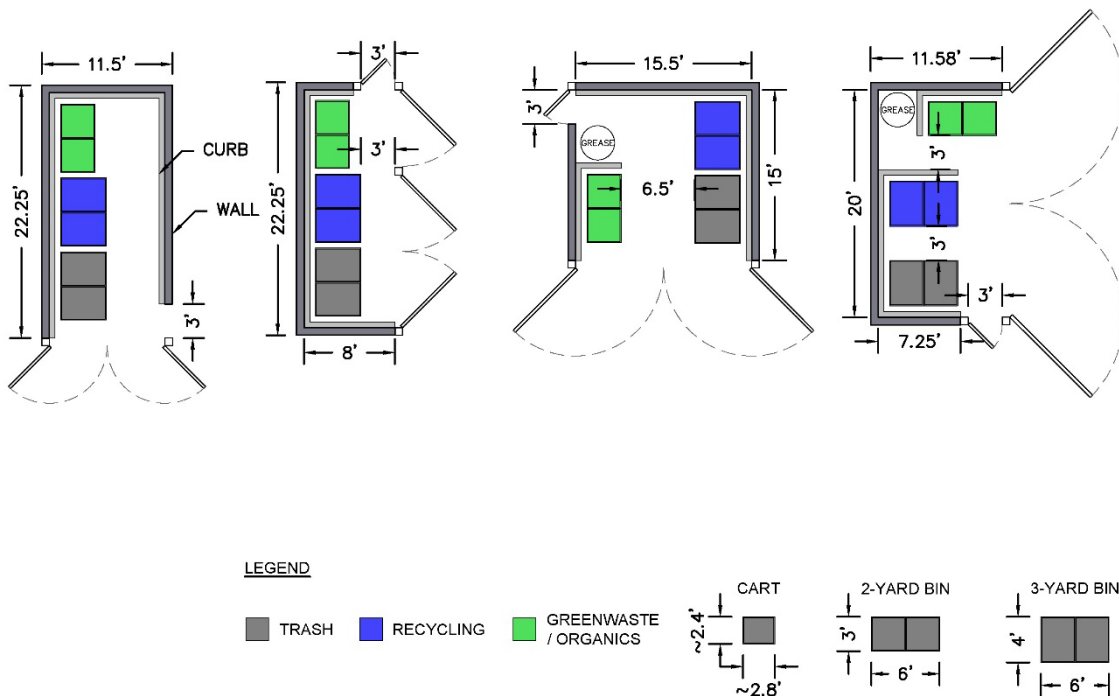 11.5'
22.25'
CURB
WALL
3'
3'
3'
22.25'
8'
15.5'
3'
GREASE
6.5'
15'
11.58'
GREASE
3'
20'
3'
3'
7.25'
LEGEND
TRASH
RECYCLING
GREENWASTE
/ ORGANICS
CART
~2.4'
~2.8'
2-YARD BIN
3'
6'
3-YARD BIN
4'
6'